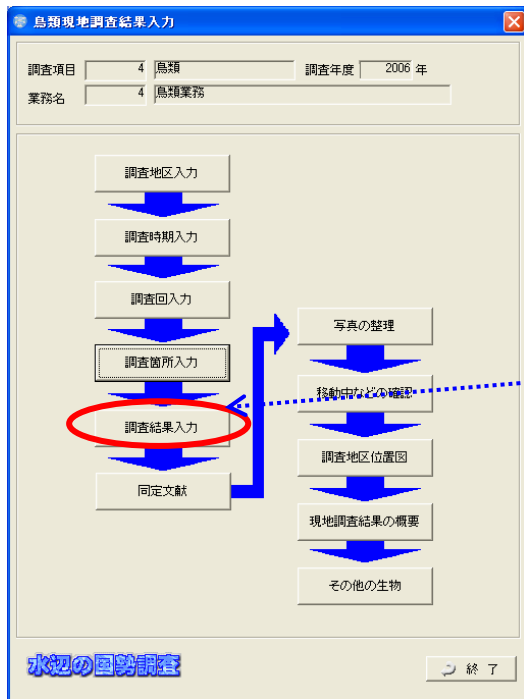 鳥類現地調査結果入力
調査項目 4 鳥類 調査年度 2006 年
業務名 4 鳥類業務
調査地区入力
調査時期入力
調査回入力
調査箇所入力
調査結果入力
同定文献
写真の整理
移動中などの確認
調査地区位置図
現地調査結果の概要
その他の生物
水辺の国勢調査
終了